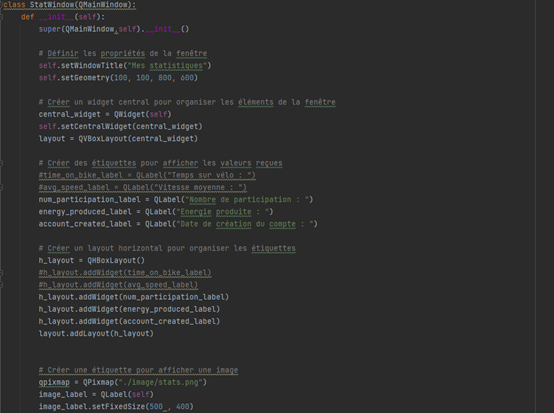 class StatWindow(QMainWindow):
    def __init__(self):
        super(QMainWindow,self).__init__()
        # Définir les propriétés de la fenêtre
        self.setWindowTitle("Mes statistiques")
        self.setGeometry(100, 100, 800, 600)
        # Créer un widget central pour organiser les éléments de la fenêtre
        central_widget = QWidget(self)
        self.setCentralWidget(central_widget)
        layout = QVBoxLayout(central_widget)
        # Créer des étiquettes pour afficher les valeurs reçues
        #time_on_bike_label = QLabel("Temps sur vélo : ")
        #avg_speed_label = QLabel("Vitesse moyenne : ")
        num_participation_label = QLabel("Nombre de participation : ")
        energy_produced_label = QLabel("Energie produite : ")
        account_created_label = QLabel("Date de création du compte : ")
        # Créer un layout horizontal pour organiser les étiquettes
        h_layout = QHBoxLayout()
        #h_layout.addWidget(time_on_bike_label)
        #h_layout.addWidget(avg_speed_label)
        h_layout.addWidget(num_participation_label)
        h_layout.addWidget(energy_produced_label)
        h_layout.addWidget(account_created_label)
        layout.addLayout(h_layout)
        # Créer une étiquette pour afficher une image
        qpixmap = QPixmap("./image/stats.png")
        image_label = QLabel(self)
        image_label.setFixedSize(500 , 400)